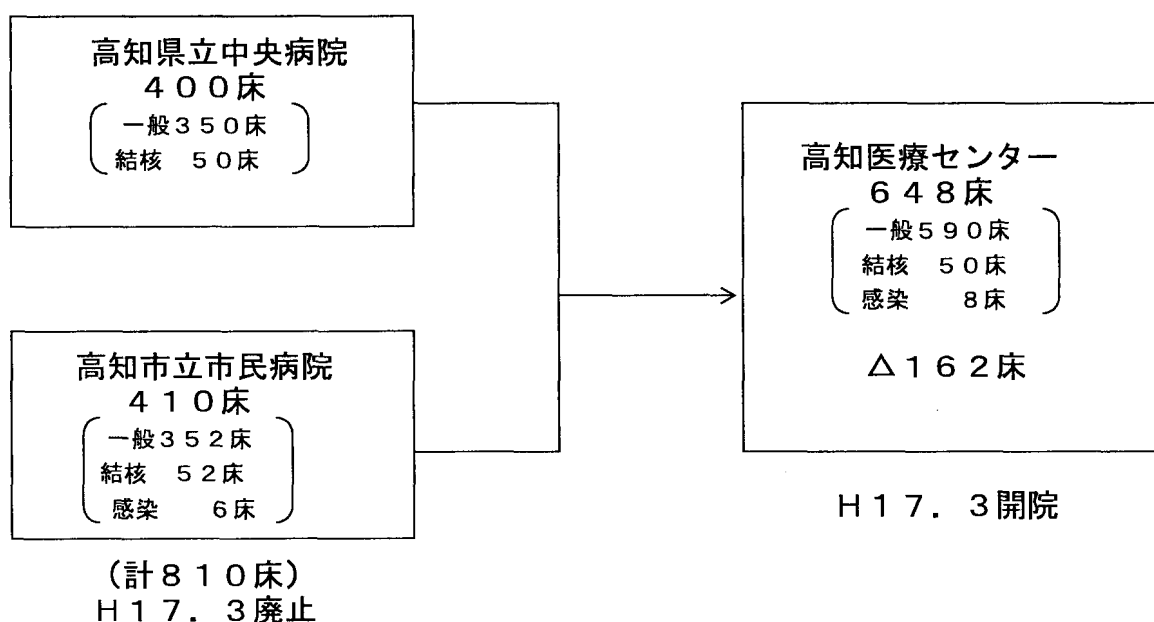 高知県立中央病院
４００床
一般３５０床
結核　５０床
高知市立市民病院
４１０床
一般３５２床
結核　５２床
感染　　６床
(計８１０床)
Ｈ１７．３廃止
高知医療センター
６４８床
一般５９０床
結核　５０床
感染　　８床
△１６２床
Ｈ１７．３開院